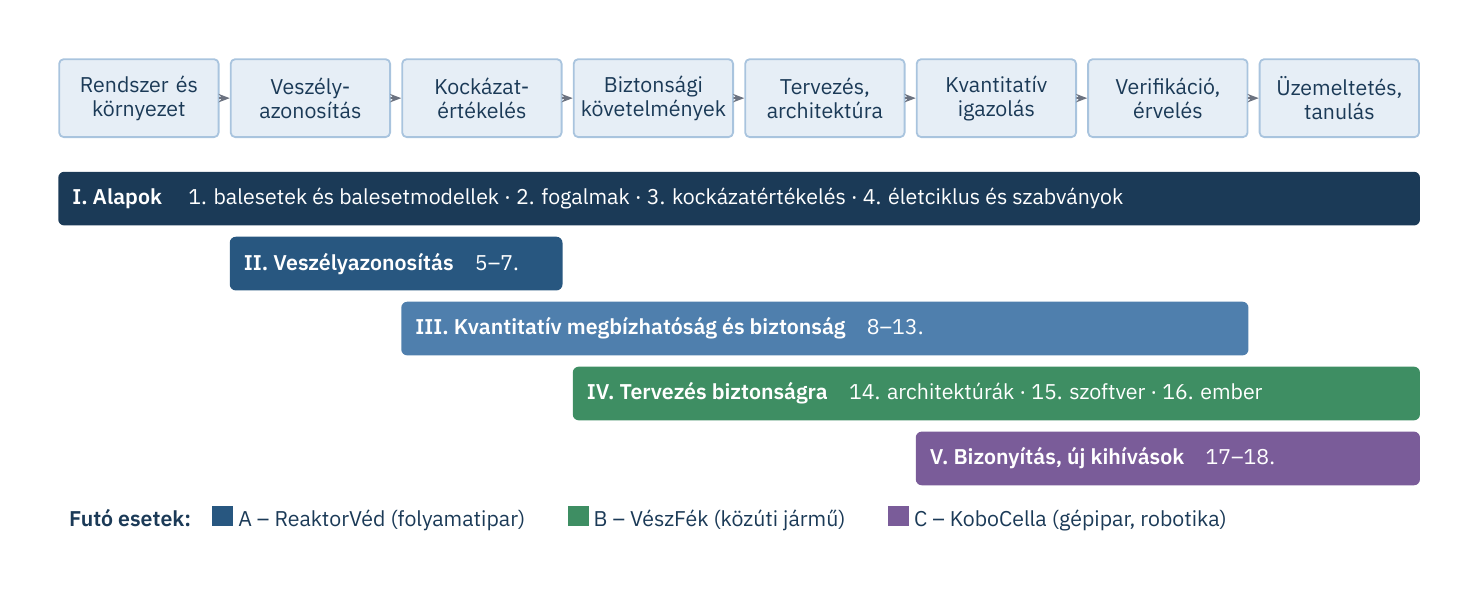 Rendszer és
környezet
Veszély-
azonosítás
Kockázat-
értékelés
Biztonsági
követelmények
Tervezés,
architektúra
Kvantitatív
igazolás
Verifikáció,
érvelés
Üzemeltetés,
tanulás
I. Alapok 1. balesetek és balesetmodellek · 2. fogalmak · 3. kockázatértékelés · 4. életciklus és szabványok
II. Veszélyazonosítás 5–7.
III. Kvantitatív megbízhatóság és biztonság 8–13.
IV. Tervezés biztonságra 14. architektúrák · 15. szoftver · 16. ember
V. Bizonyítás, új kihívások 17–18.
Futó esetek: A – ReaktorVéd (folyamatipar) B – VészFék (közúti jármű) C – KoboCella (gépipar, robotika)